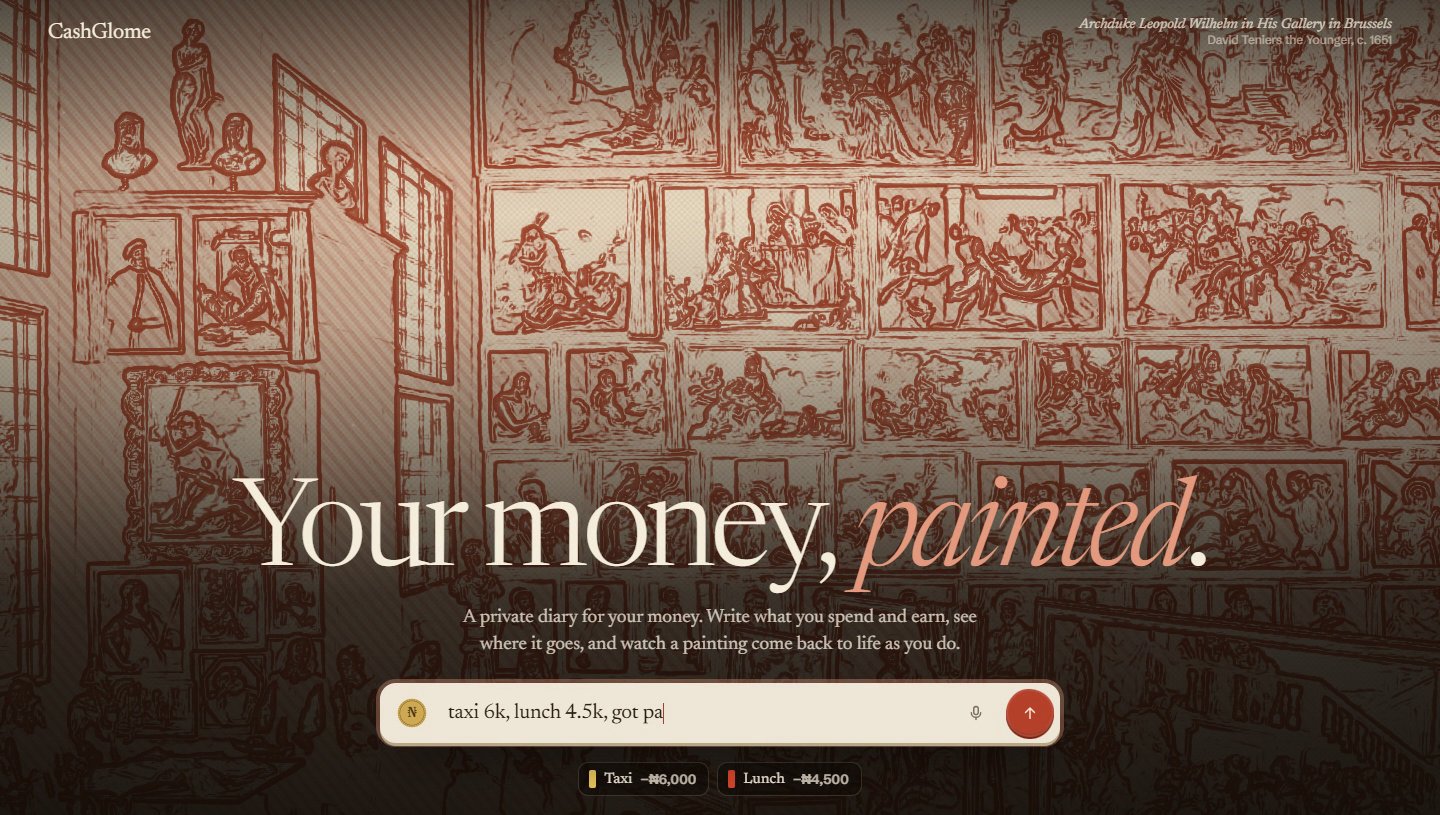 CashGlome
Archduke Leopold Wilhelm in His Gallery in Brussels
David Teniers the Younger, c. 1651
Your money, painted.
A private diary for your money. Write what you spend and earn, see
where it goes, and watch a painting come back to life as you do.
₦ taxi 6k, lunch 4.5k, got pa
Taxi −₦6,000 Lunch −₦4,500